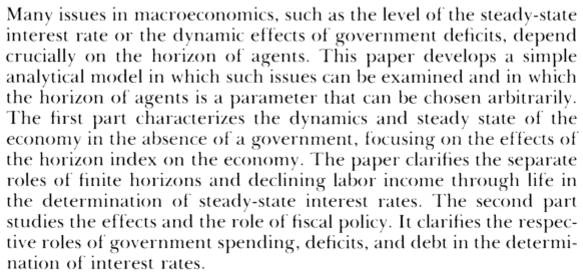 Many issues in macroeconomics, such as the level of the steady-state
interest rate or the dynamic effects of government deficits, depend
crucially on the horizon of agents. This paper develops a simple
analytical model in which such issues can be examined and in which
the horizon of agents is a parameter that can be chosen arbitrarily.
The first part characterizes the dynamics and steady state of the
economy in the absence of a government, focusing on the effects of
the horizon index on the economy. The paper clarifies the separate
roles of finite horizons and declining labor income through life in
the determination of steady-state interest rates. The second part
studies the effects and the role of fiscal policy. It clarifies the respec-
tive roles of government spending, deficits, and debt in the determi-
nation of interest rates.